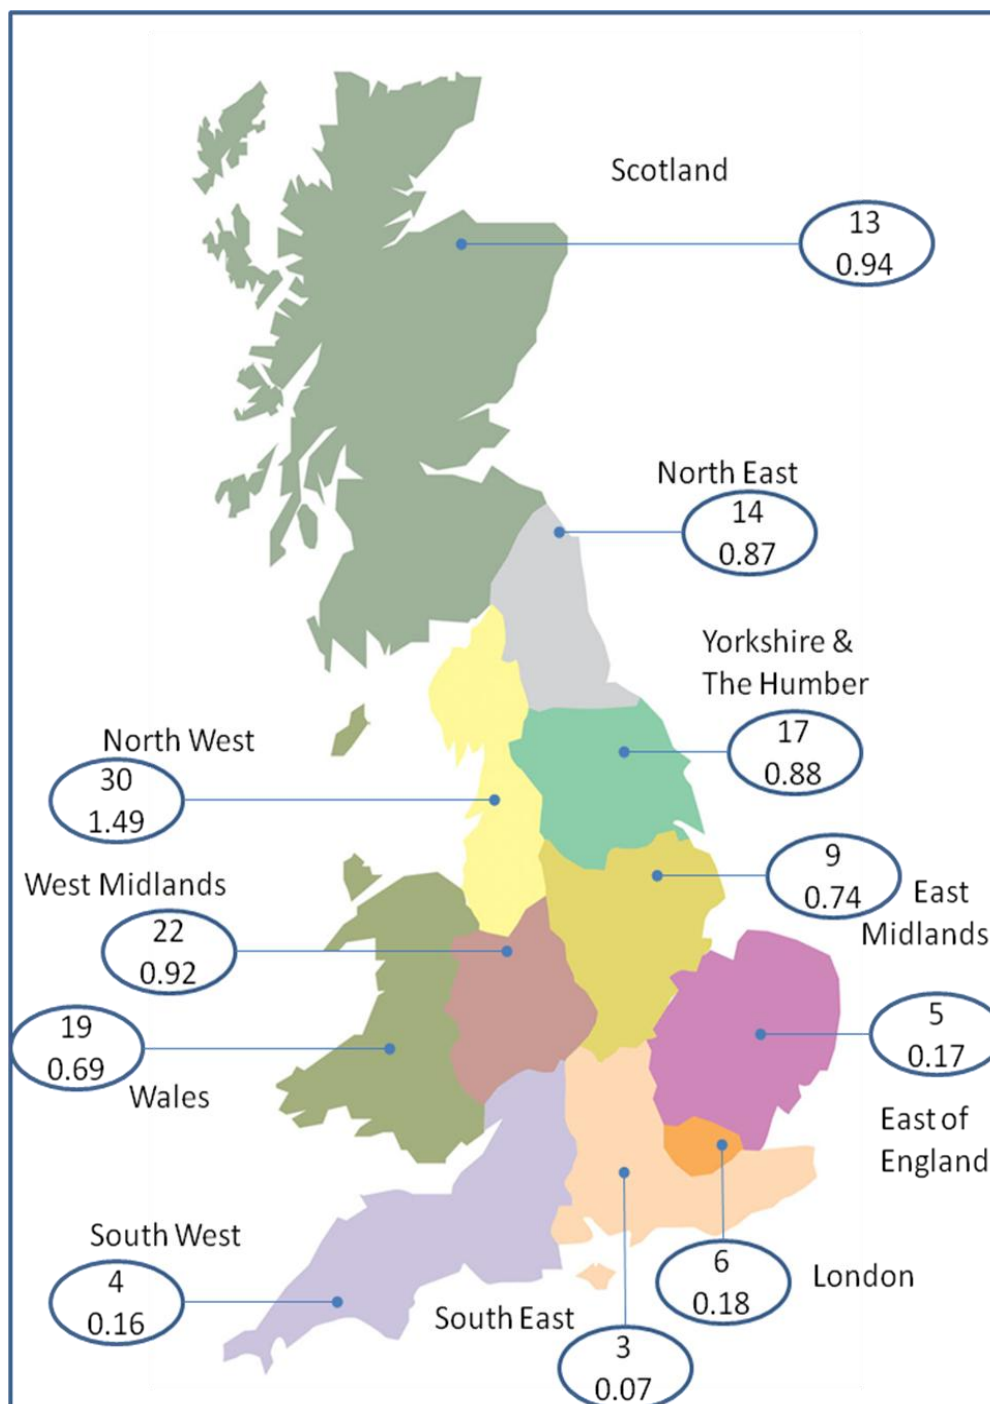 Scotland
13
0.94
North East
14
0.87
Yorkshire &
The Humber
17
0.88
North West
30
1.49
9
0.74
East
Midlands
West Midlands
22
0.92
19
0.69
Wales
5
0.17
East of
England
South West
4
0.16
South East
3
0.07
6
0.18
London